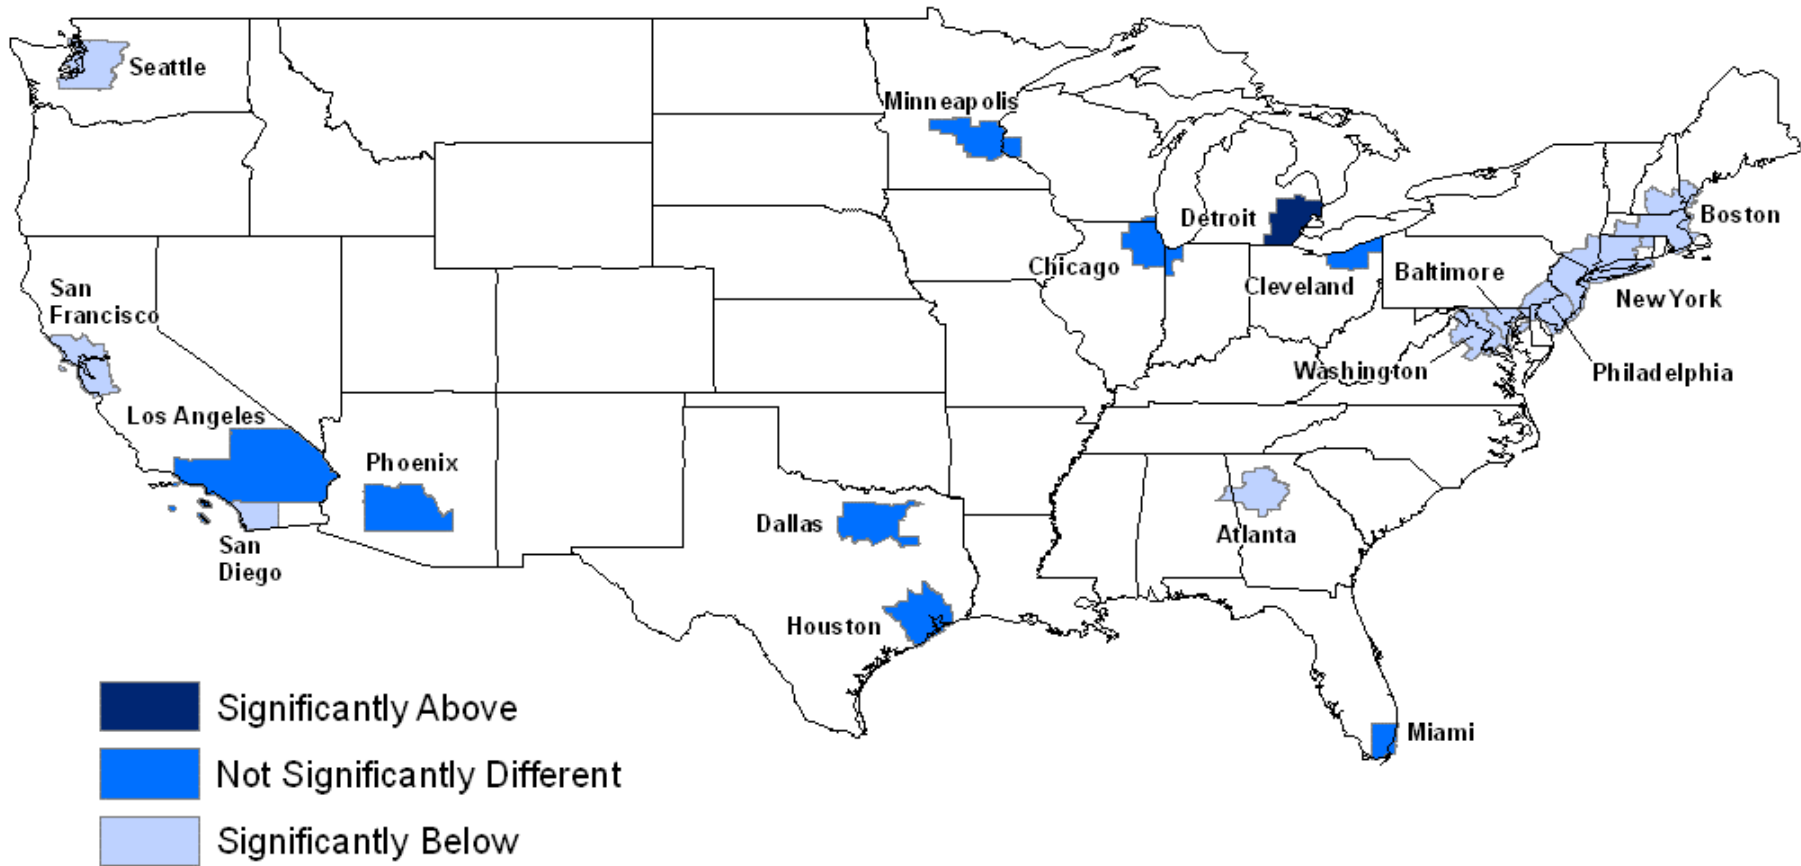 Seattle
Minneapolis
Detroit
Boston
Chicago
Cleveland
Baltimore
New York
San
Francisco
Washington
Philadelphia
Los Angeles
Phoenix
Dallas
Atlanta
San
Diego
Houston
Miami
Significantly Above
Not Significantly Different
Significantly Below